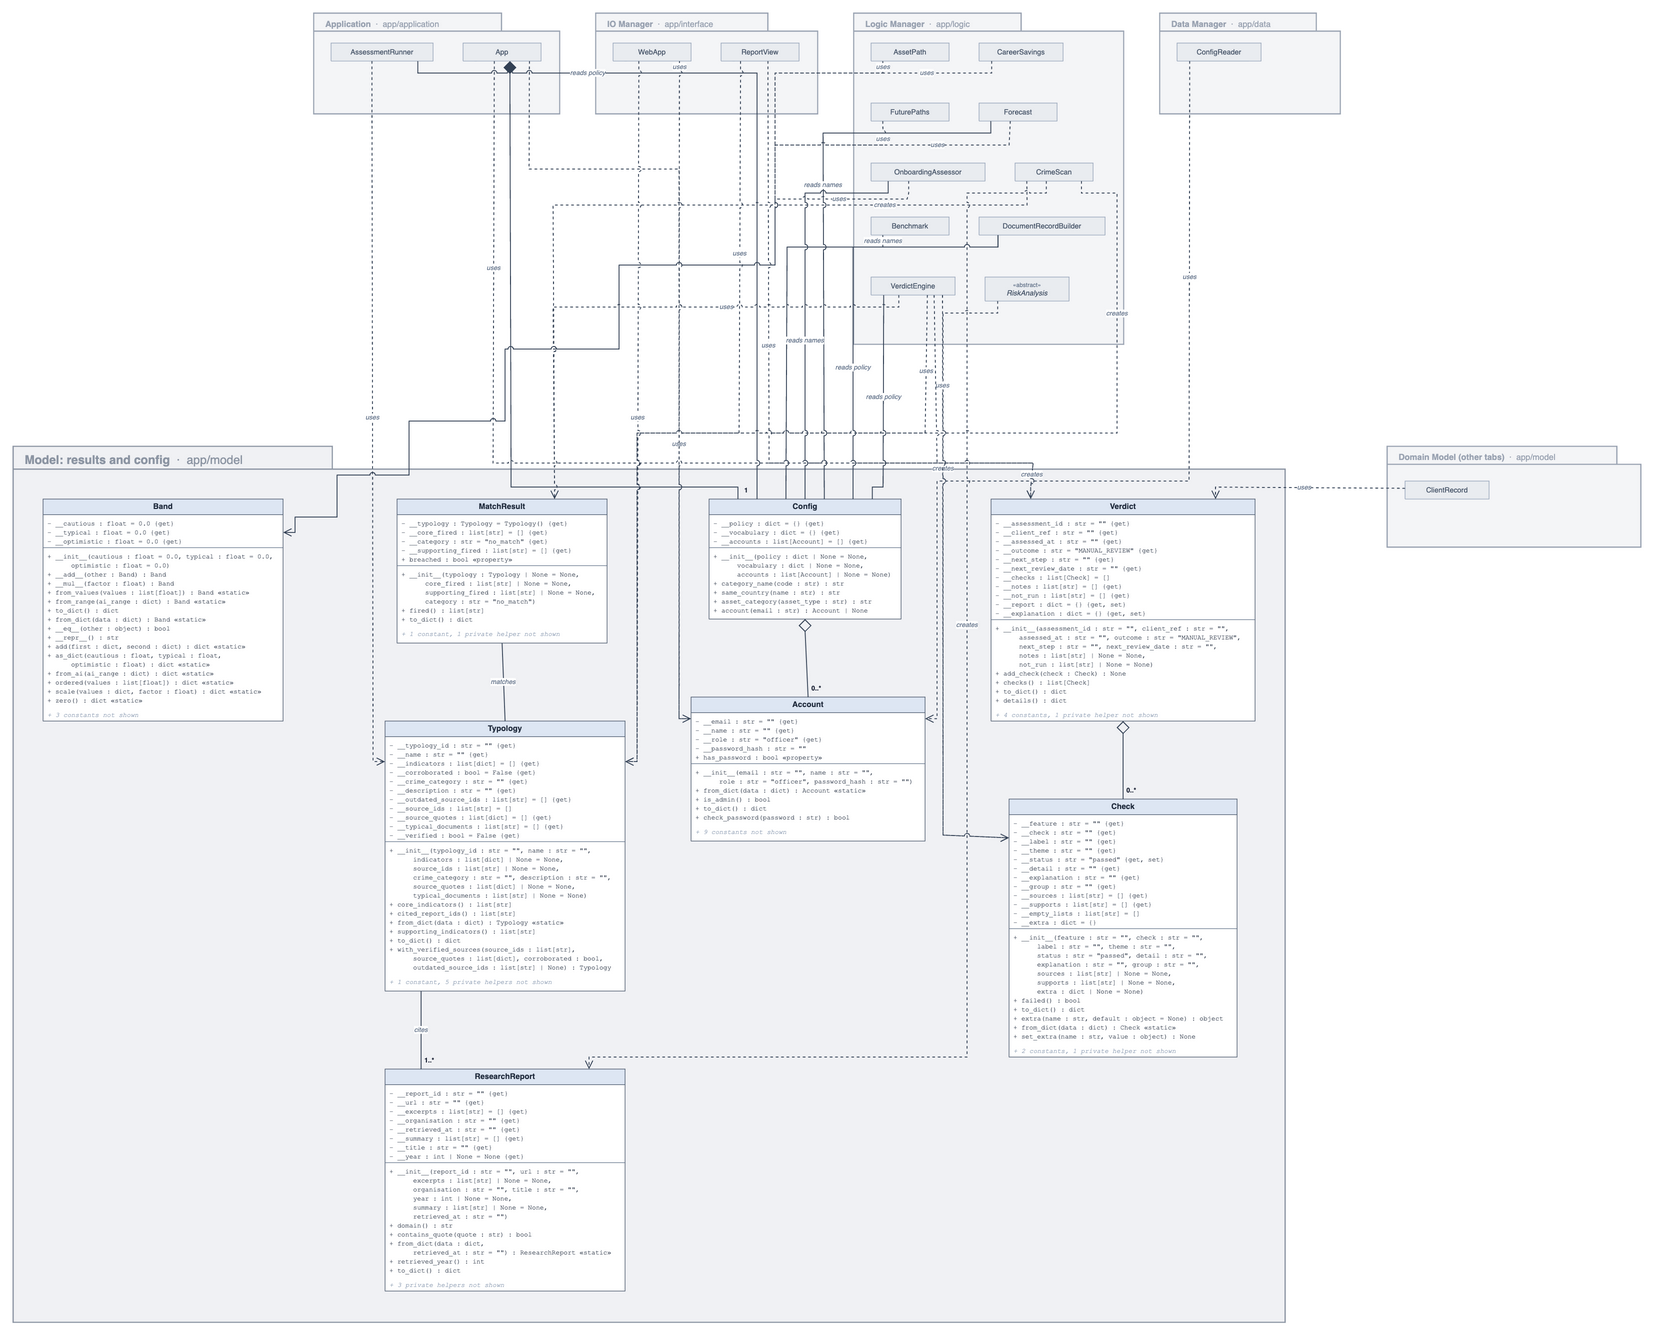 Application · app/application
AssessmentRunner
App
IO Manager · app/interface
WebApp
ReportView
Logic Manager · app/logic
AssetPath
CareerSavings
FuturePaths
Forecast
OnboardingAssessor
CrimeScan
Benchmark
DocumentRecordBuilder
VerdictEngine
«abstract»
RiskAnalysis
Data Manager · app/data
ConfigReader
reads policy
uses
uses
uses
uses
uses
reads names
uses
creates
reads names
uses
uses
uses
uses
creates
reads names
uses
reads policy
uses
uses
reads policy
uses
uses
uses
creates
creates
uses
creates
1
Model: results and config · app/model
Domain Model (other tabs) · app/model
ClientRecord
Band
− __cautious : float = 0.0 (get)
− __typical : float = 0.0 (get)
− __optimistic : float = 0.0 (get)
+ __init__(cautious : float = 0.0, typical : float = 0.0,
optimistic : float = 0.0)
+ __add__(other : Band) : Band
+ __mul__(factor : float) : Band
+ from_values(values : list[float]) : Band «static»
+ from_range(ai_range : dict) : Band «static»
+ to_dict() : dict
+ from_dict(data : dict) : Band «static»
+ __eq__(other : object) : bool
+ __repr__() : str
+ add(first : dict, second : dict) : dict «static»
+ as_dict(cautious : float, typical : float,
optimistic : float) : dict «static»
+ from_ai(ai_range : dict) : dict «static»
+ ordered(values : list[float]) : dict «static»
+ scale(values : dict, factor : float) : dict «static»
+ zero() : dict «static»
+ 3 constants not shown
MatchResult
− __typology : Typology = Typology() (get)
− __core_fired : list[str] = [] (get)
− __category : str = "no_match" (get)
− __supporting_fired : list[str] = [] (get)
+ breached : bool «property»
+ __init__(typology : Typology | None = None,
core_fired : list[str] | None = None,
supporting_fired : list[str] | None = None,
category : str = "no_match")
+ fired() : list[str]
+ to_dict() : dict
+ 1 constant, 1 private helper not shown
matches
Config
− __policy : dict = {} (get)
− __vocabulary : dict = {} (get)
− __accounts : list[Account] = [] (get)
+ __init__(policy : dict | None = None,
vocabulary : dict | None = None,
accounts : list[Account] | None = None)
+ category_name(code : str) : str
+ same_country(name : str) : str
+ asset_category(asset_type : str) : str
+ account(email : str) : Account | None
0..*
Verdict
− __assessment_id : str = "" (get)
− __client_ref : str = "" (get)
− __assessed_at : str = "" (get)
− __outcome : str = "MANUAL_REVIEW" (get)
− __next_step : str = "" (get)
− __next_review_date : str = "" (get)
− __checks : list[Check] = []
− __notes : list[str] = [] (get)
− __not_run : list[str] = [] (get)
− __report : dict = {} (get, set)
− __explanation : dict = {} (get, set)
+ __init__(assessment_id : str = "", client_ref : str = "",
assessed_at : str = "", outcome : str = "MANUAL_REVIEW",
next_step : str = "", next_review_date : str = "",
notes : list[str] | None = None,
not_run : list[str] | None = None)
+ add_check(check : Check) : None
+ checks() : list[Check]
+ to_dict() : dict
+ details() : dict
+ 4 constants, 1 private helper not shown
0..*
Typology
− __typology_id : str = "" (get)
− __name : str = "" (get)
− __indicators : list[dict] = [] (get)
− __corroborated : bool = False (get)
− __crime_category : str = "" (get)
− __description : str = "" (get)
− __outdated_source_ids : list[str] = [] (get)
− __source_ids : list[str] = []
− __source_quotes : list[dict] = [] (get)
− __typical_documents : list[str] = [] (get)
− __verified : bool = False (get)
+ __init__(typology_id : str = "", name : str = "",
indicators : list[dict] | None = None,
source_ids : list[str] | None = None,
crime_category : str = "", description : str = "",
source_quotes : list[dict] | None = None,
typical_documents : list[str] | None = None)
+ core_indicators() : list[str]
+ cited_report_ids() : list[str]
+ from_dict(data : dict) : Typology «static»
+ supporting_indicators() : list[str]
+ to_dict() : dict
+ with_verified_sources(source_ids : list[str],
source_quotes : list[dict], corroborated : bool,
outdated_source_ids : list[str] | None) : Typology
+ 1 constant, 5 private helpers not shown
cites
1..*
Account
− __email : str = "" (get)
− __name : str = "" (get)
− __role : str = "officer" (get)
− __password_hash : str = ""
+ has_password : bool «property»
+ __init__(email : str = "", name : str = "",
role : str = "officer", password_hash : str = "")
+ from_dict(data : dict) : Account «static»
+ is_admin() : bool
+ to_dict() : dict
+ check_password(password : str) : bool
+ 9 constants not shown
Check
− __feature : str = "" (get)
− __check : str = "" (get)
− __label : str = "" (get)
− __theme : str = "" (get)
− __status : str = "passed" (get, set)
− __detail : str = "" (get)
− __explanation : str = "" (get)
− __group : str = "" (get)
− __sources : list[str] = [] (get)
− __supports : list[str] = [] (get)
− __empty_lists : list[str] = []
− __extra : dict = {}
+ __init__(feature : str = "", check : str = "",
label : str = "", theme : str = "",
status : str = "passed", detail : str = "",
explanation : str = "", group : str = "",
sources : list[str] | None = None,
supports : list[str] | None = None,
extra : dict | None = None)
+ failed() : bool
+ to_dict() : dict
+ extra(name : str, default : object = None) : object
+ from_dict(data : dict) : Check «static»
+ set_extra(name : str, value : object) : None
+ 2 constants, 1 private helper not shown
ResearchReport
− __report_id : str = "" (get)
− __url : str = "" (get)
− __excerpts : list[str] = [] (get)
− __organisation : str = "" (get)
− __retrieved_at : str = "" (get)
− __summary : list[str] = [] (get)
− __title : str = "" (get)
− __year : int | None = None (get)
+ __init__(report_id : str = "", url : str = "",
excerpts : list[str] | None = None,
organisation : str = "", title : str = "",
year : int | None = None,
summary : list[str] | None = None,
retrieved_at : str = "")
+ domain() : str
+ contains_quote(quote : str) : bool
+ from_dict(data : dict,
retrieved_at : str = "") : ResearchReport «static»
+ retrieved_year() : int
+ to_dict() : dict
+ 3 private helpers not shown